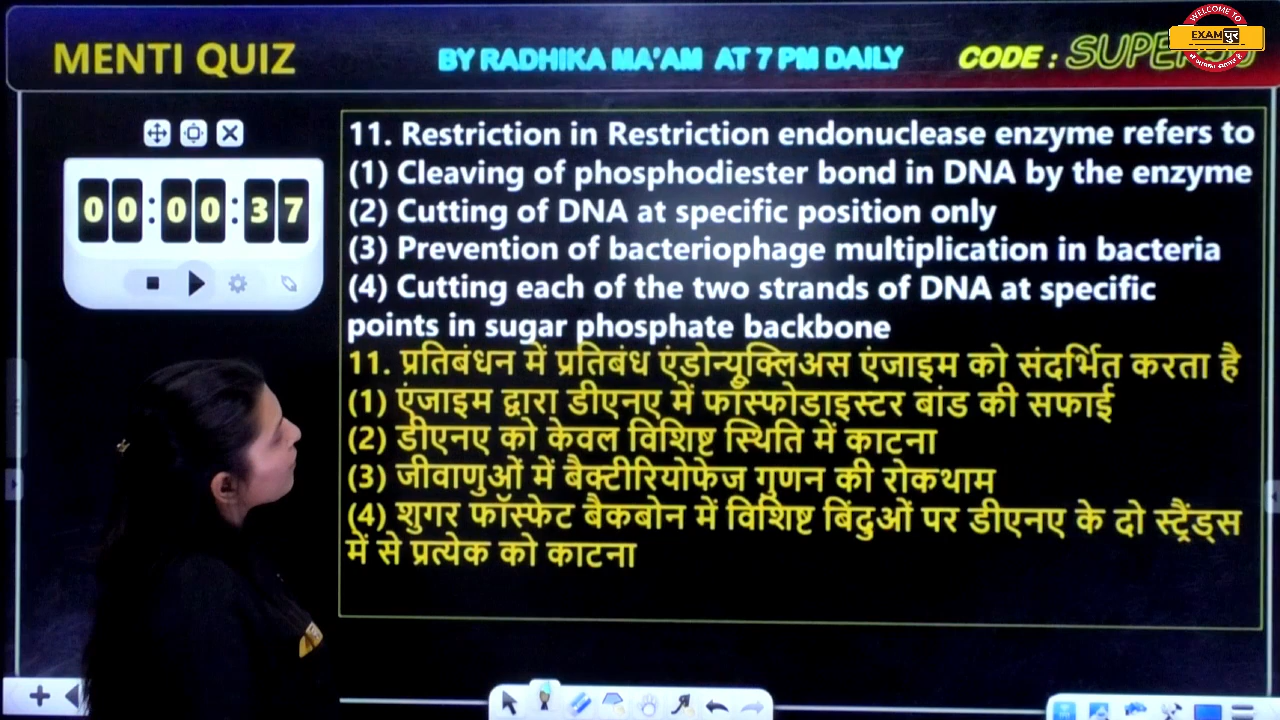 MENTI QUIZ
BY RADHIKA MA'AM AT 7 PM DAILY
CODE :
WELCOME TO
EXAM पुर
00:00:37
11. Restriction in Restriction endonuclease enzyme refers to
(1) Cleaving of phosphodiester bond in DNA by the enzyme
(2) Cutting of DNA at specific position only
(3) Prevention of bacteriophage multiplication in bacteria
(4) Cutting each of the two strands of DNA at specific
points in sugar phosphate backbone
11. प्रतिबंधन में प्रतिबंध एंडोन्यूक्लिअस एंजाइम को संदर्भित करता है
(1) एंजाइम द्वारा डीएनए में फॉस्फोडाइस्टर बांड की सफाई
(2) डीएनए को केवल विशिष्ट स्थिति में काटना
(3) जीवाणुओं में बैक्टीरियोफेज गुणन की रोकथाम
(4) शुगर फॉस्फेट बैकबोन में विशिष्ट बिंदुओं पर डीएनए के दो स्ट्रैंड्स
में से प्रत्येक को काटना